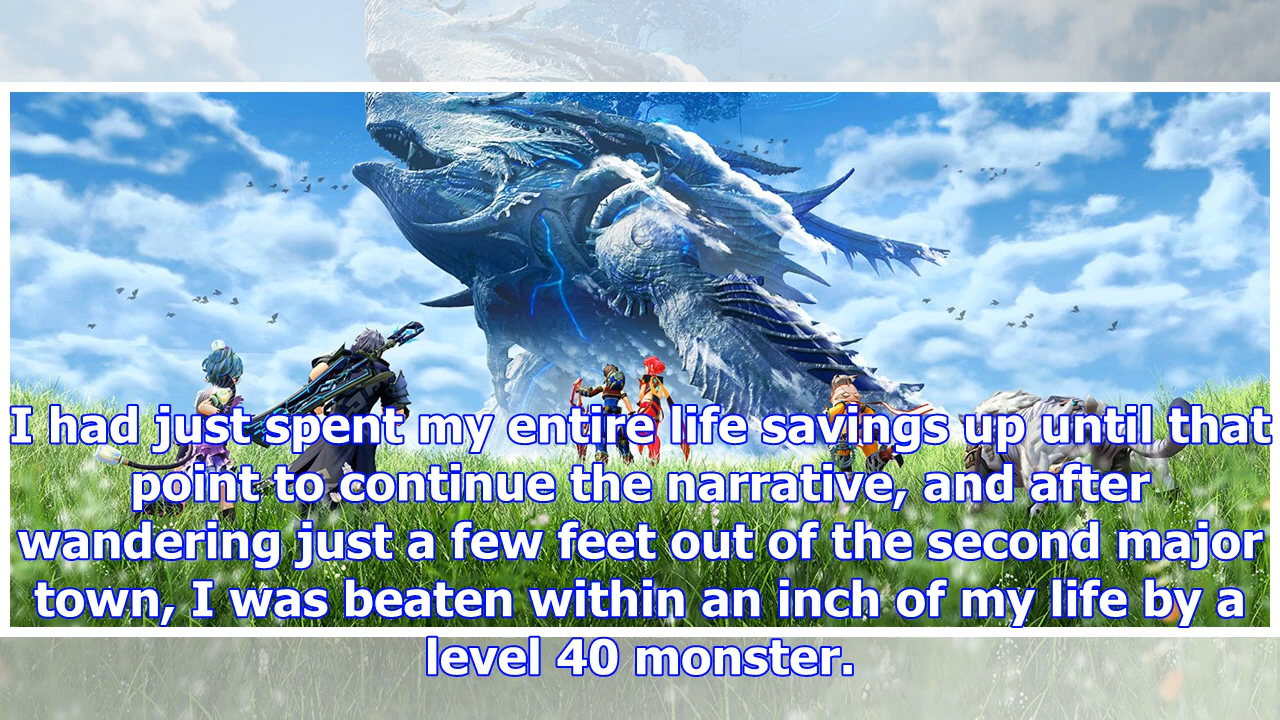 I had just spent my entire life savings up until that
point to continue the narrative, and after
wandering just a few feet out of the second major
town, I was beaten within an inch of my life by a
level 40 monster.